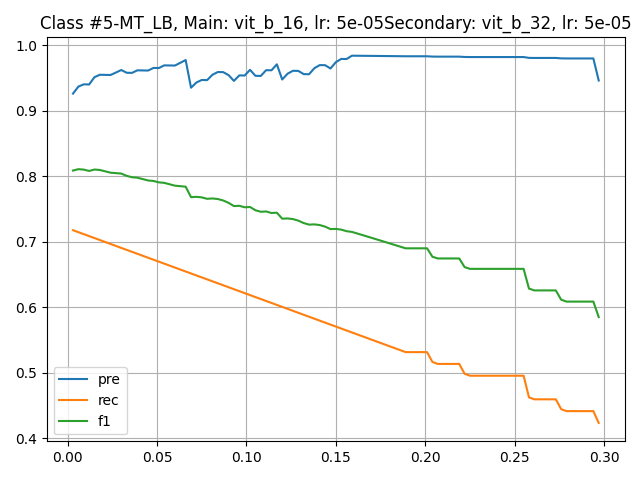 Class #5-MT_LB, Main: vit_b_16, lr: 5e-05Secondary: vit_b_32, lr: 5e-05
1.0
0.9
0.8
0.7
0.6
0.5
0.4
pre
rec
f1
0.00 0.05 0.10 0.15 0.20 0.25 0.30